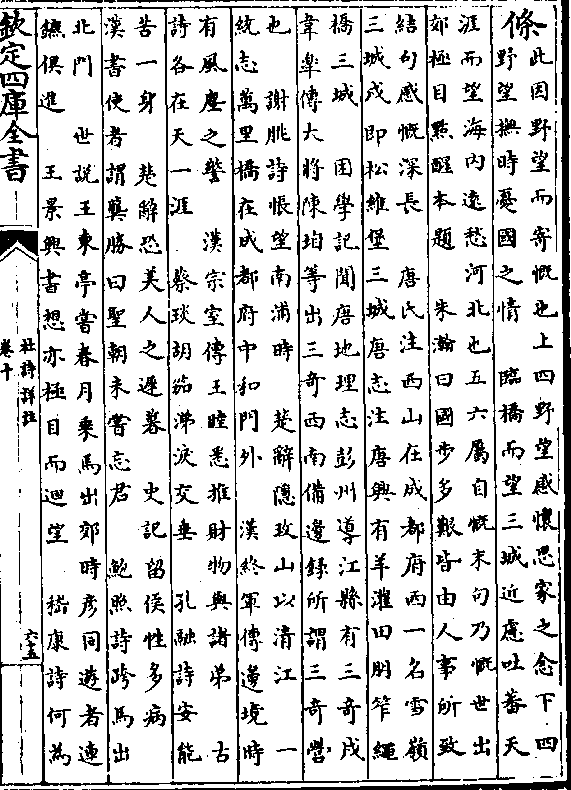 條
此因野望而寄慨也上四野望感懷思家之念下四
野望撫時憂國之情 臨橋而望三城近慮吐蕃天
涯而望海內遠愁河北也五六屬自慨末句乃慨世出
郊極目點醒本題 朱瀚曰國步多艱皆由人事所致
結句感慨深長 唐氏注西山在成都府西一名雪嶺
三城戍即松維堡三城唐志注唐興有羊灌田朋笮繩
橋三城 困學記聞唐地理志彭州導江縣有三奇戍
韋臯傳大將陳洎等出三奇西南備邊錄所謂三奇營
也 謝朓詩悵望南浦時 楚辭隱玟山以清江 一
統志萬里橋在成都府中和門外 漢終軍傳邊境時
有風塵之警 漢宗室傳王睦悉推財物與諸弟 古
詩各在天一涯 蔡琰胡笳涕淚交垂 孔融詩安能
苦一身 楚辭恐美人之遲暮 史記留侯性多病
漢書使者謂龔勝曰聖朝未嘗忘君 鮑照詩跨馬出
北門 世說王東亭嘗春月乗馬出郊時彥同遊者連
鑣俱進 王景興書想亦極目而迴望 嵇康詩何為
欽定四庫全書
杜詩詳註
卷十
六十五